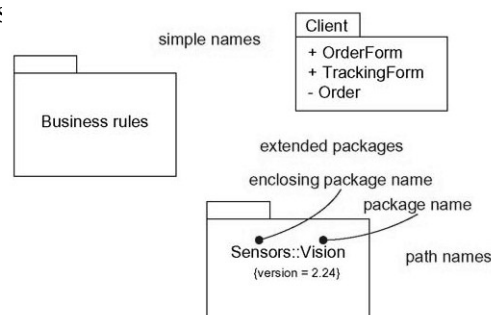 simple names
Client
+ OrderForm
+ TrackingForm
- Order
Business rules
extended packages
enclosing package name
package name
Sensors::Vision
{version = 2.24}
path names